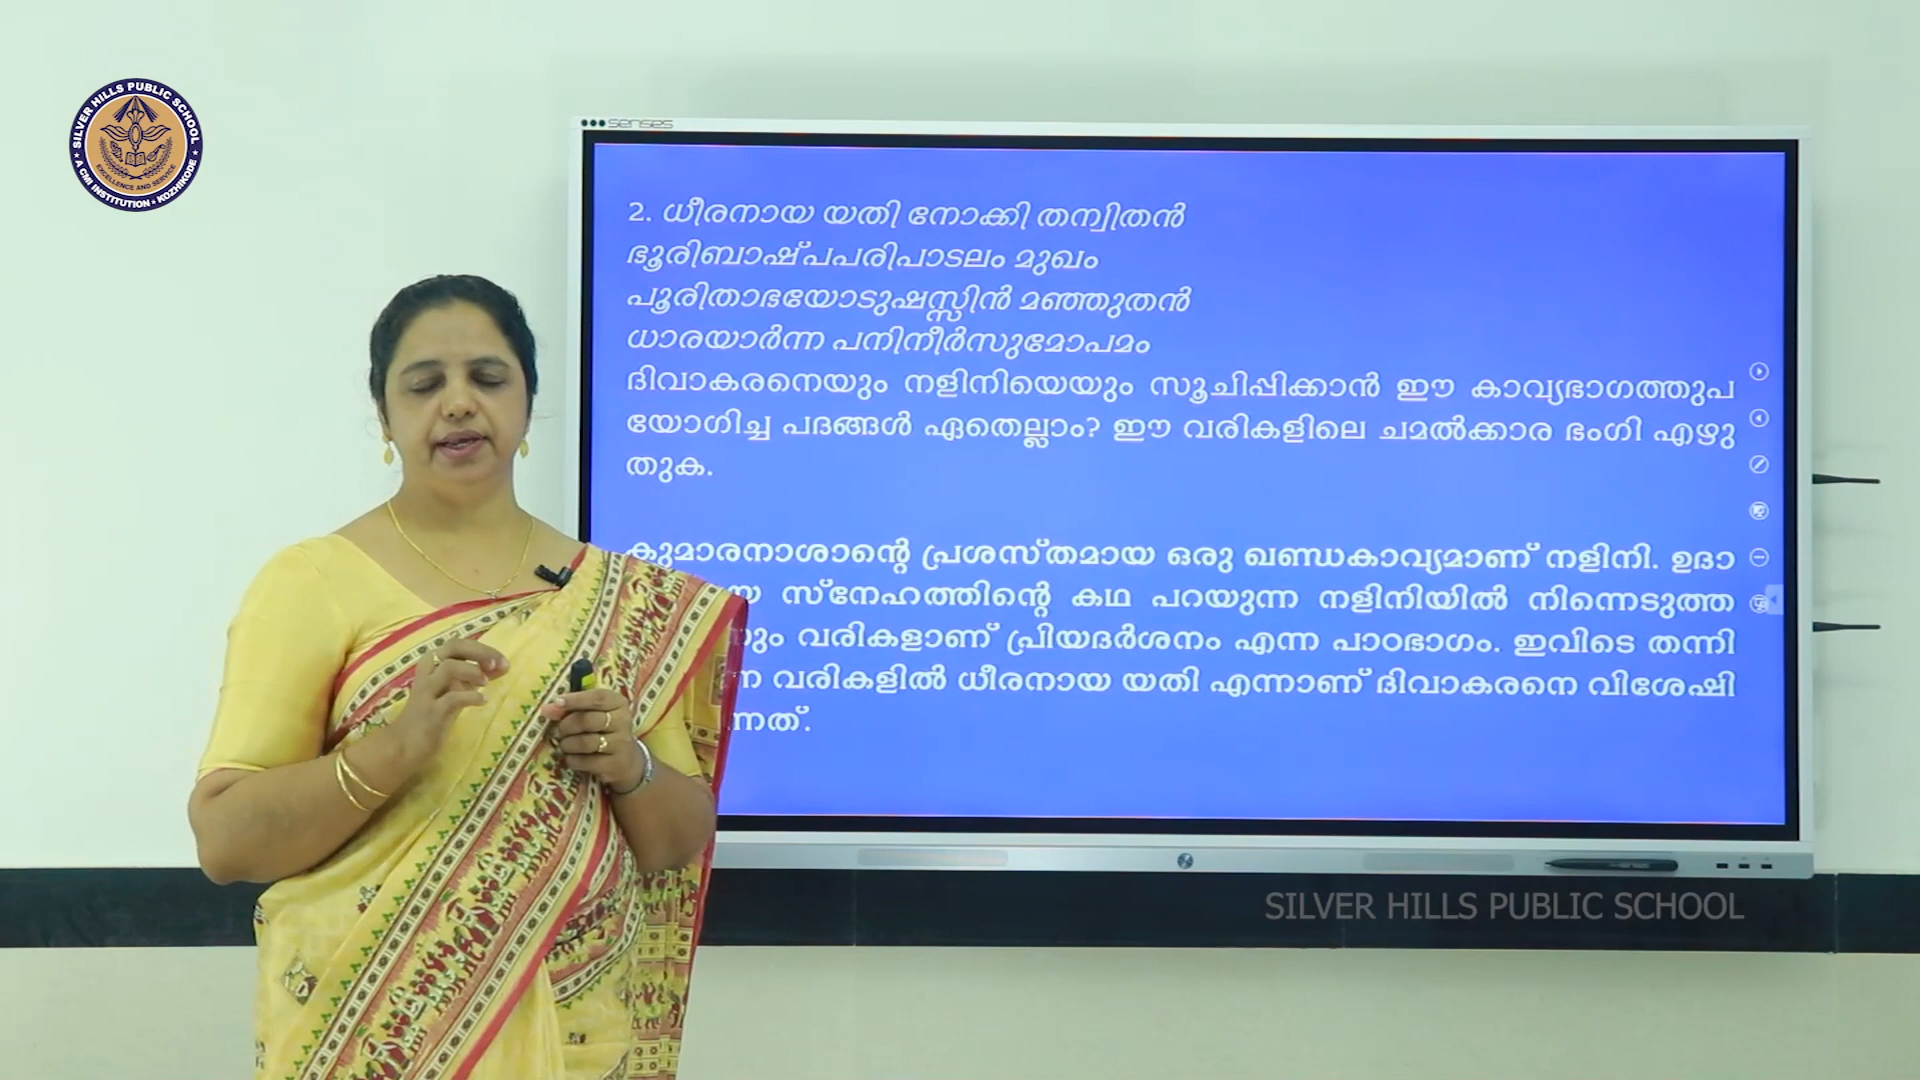 SILVER HILLS PUBLIC SCHOOL
EXCELLENCE AND SERVICE
A CMI INSTITUTION • KOZHIKODE
senses
2. ധീരനായ യതി നോക്കി തന്വിതൻ
ഭൂരിബാഷ്പപരിപാടലം മുഖം
പൂരിതാഭയോടുഷസ്സിൻ മഞ്ഞുതൻ
ധാരയാർന്ന പനിനീർസുമോപമം
ദിവാകരനെയും നളിനിയെയും സൂചിപ്പിക്കാൻ ഈ കാവ്യഭാഗത്തുപ
യോഗിച്ച പദങ്ങൾ ഏതെല്ലാം? ഈ വരികളിലെ ചമൽക്കാര ഭംഗി എഴു
തുക.
കുമാരനാശാന്റെ പ്രശസ്തമായ ഒരു ഖണ്ഡകാവ്യമാണ് നളിനി. ഉദാ
സ്നേഹത്തിന്റെ കഥ പറയുന്ന നളിനിയിൽ നിന്നെടുത്ത
വരികളാണ് പ്രിയദർശനം എന്ന പാഠഭാഗം. ഇവിടെ തന്നി
വരികളിൽ ധീരനായ യതി എന്നാണ് ദിവാകരനെ വിശേഷി
ന്നത്.
SILVER HILLS PUBLIC SCHOOL